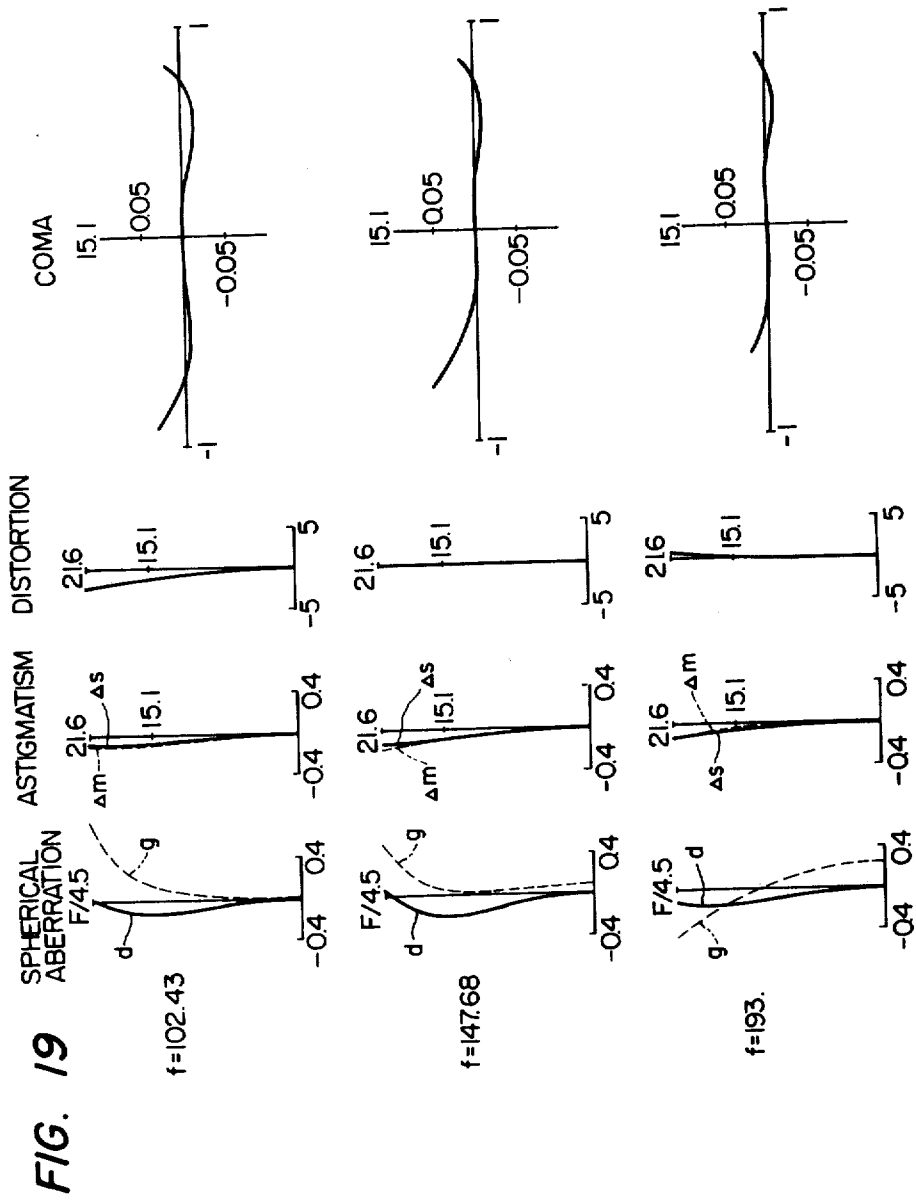 FIG. 19
SPHERICAL
ABERRATION
ASTIGMATISM
DISTORTION
COMA
f=102.43
F/4.5
d
g
-0.4
0.4
21.6
15.1
Δm
Δs
-0.4
0.4
21.6
15.1
-5
5
15.1
0.05
-0.05
-1
1
f=147.68
F/4.5
d
g
-0.4
0.4
21.6
15.1
Δm
Δs
-0.4
0.4
21.6
15.1
-5
5
15.1
0.05
-0.05
-1
1
f=193.
F/4.5
d
g
-0.4
0.4
21.6
15.1
Δs
Δm
-0.4
0.4
21.6
15.1
-5
5
15.1
0.05
-0.05
-1
1